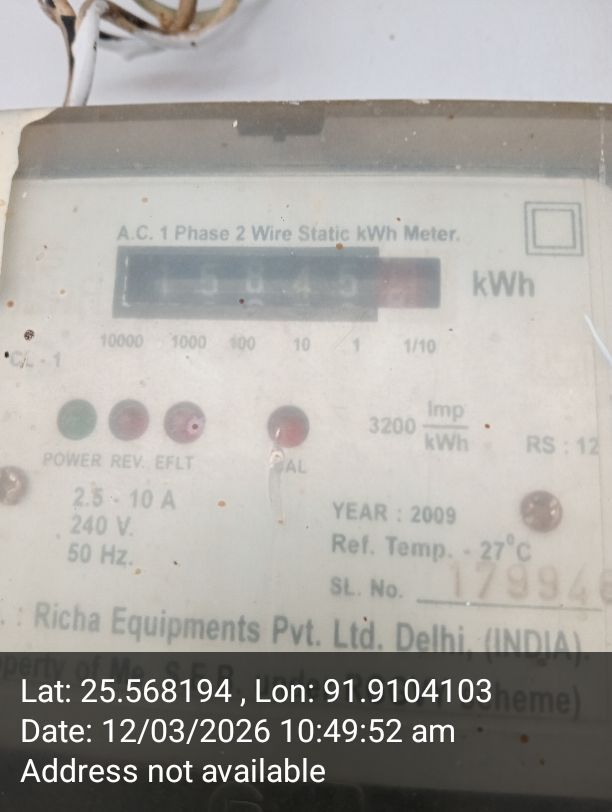 A.C. 1 Phase 2 Wire Static kWh Meter.
kWh
10000 1000 100 10 1 1/10
CL - 1
3200 Imp/kWh
RS : 12
POWER REV. EFLT CAL
2.5 - 10 A
240 V.
50 Hz.
YEAR : 2009
Ref. Temp. - 27°C
SL. No. 179946
: Richa Equipments Pvt. Ltd. Delhi, (INDIA).
Lat: 25.568194 , Lon: 91.9104103
Date: 12/03/2026 10:49:52 am
Address not available